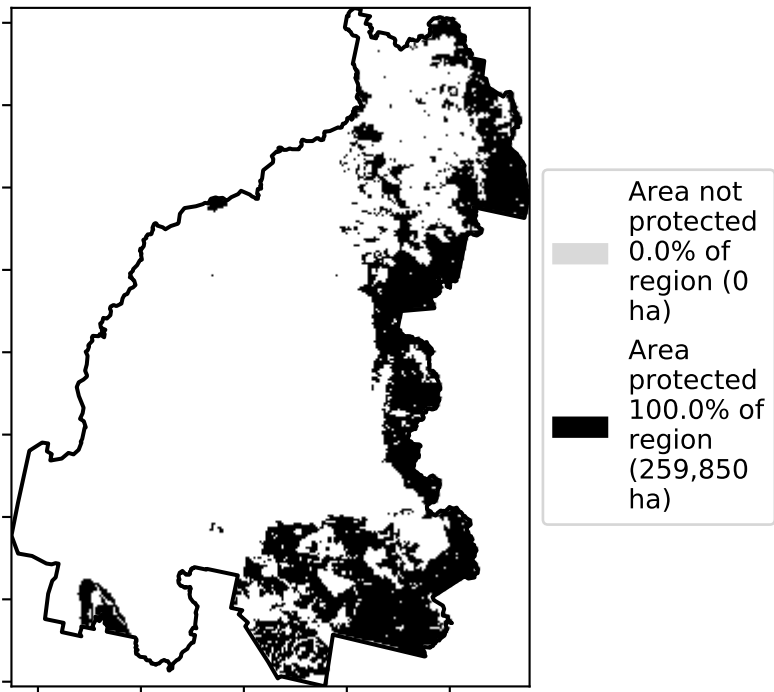 Area not
protected
0.0% of
region (0
ha)
Area
protected
100.0% of
region
(259,850
ha)